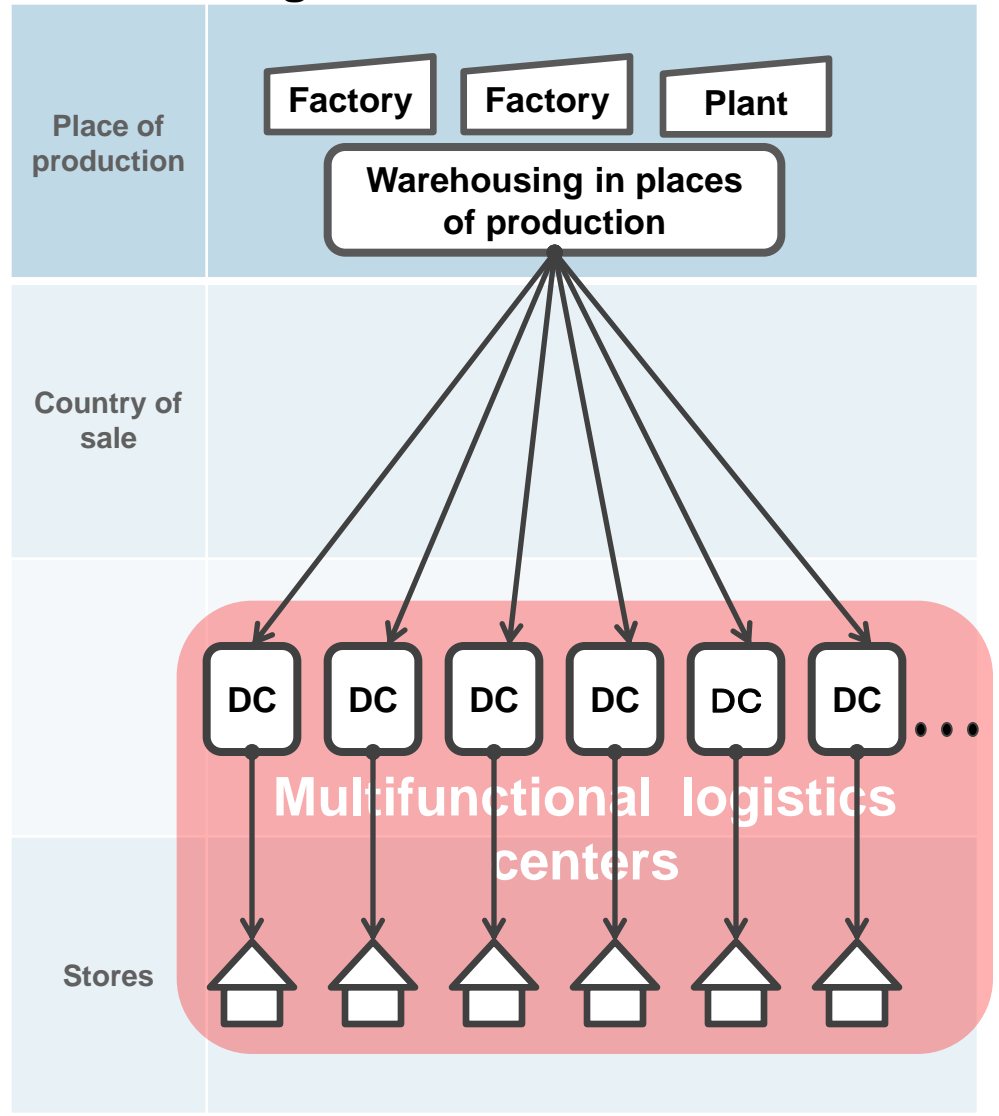 Factory
Factory
Plant
Place of
production
Warehousing in places
of production
Country of
sale
DC
DC
DC
DC
DC
DC
Multifunctional logistics
centers
Stores